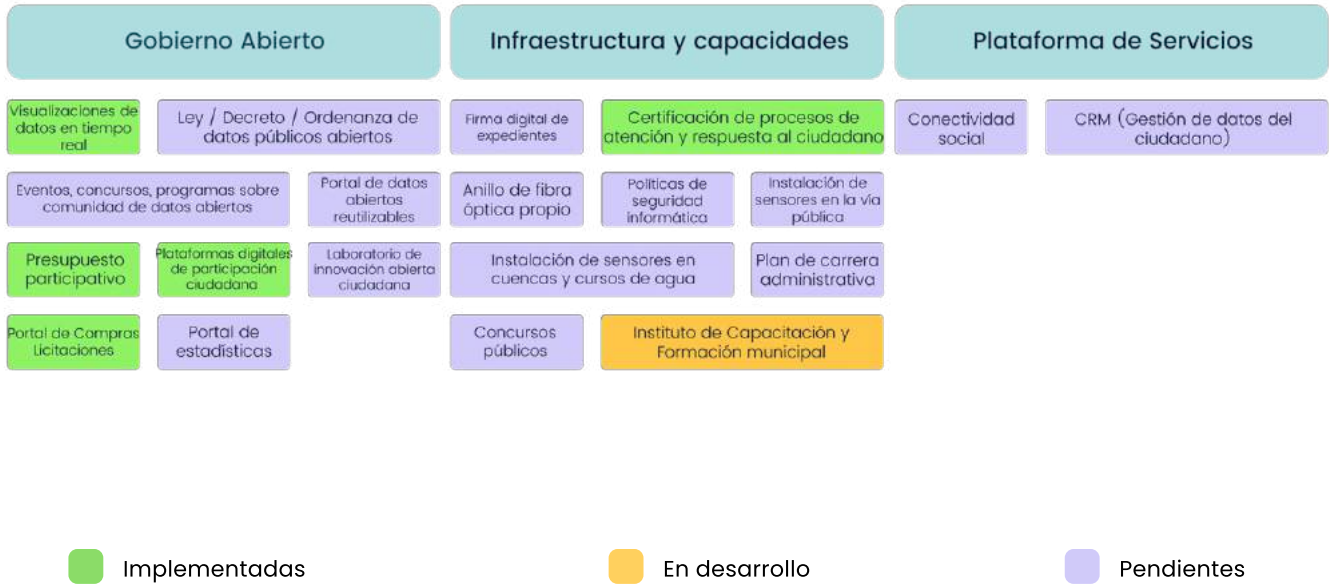 Gobierno Abierto
Infraestructura y capacidades
Plataforma de Servicios
Visualizaciones de
datos en tiempo
real
Ley / Decreto / Ordenanza de
datos públicos abiertos
Firma digital de
expedientes
Certificación de procesos de
atención y respuesta al ciudadano
Conectividad
social
CRM (Gestión de datos del
ciudadano)
Eventos, concursos, programas sobre
comunidad de datos abiertos
Portal de datos
abiertos
reutilizables
Anillo de fibra
óptica propio
Políticas de
seguridad
informática
Instalación de
sensores en la vía
pública
Presupuesto
participativo
Plataformas digitales
de participación
ciudadana
Laboratorio de
innovación abierta
ciudadana
Instalación de sensores en
cuencas y cursos de agua
Plan de carrera
administrativa
Portal de Compras
Licitaciones
Portal de
estadísticas
Concursos
públicos
Instituto de Capacitación y
Formación municipal
Implementadas
En desarrollo
Pendientes